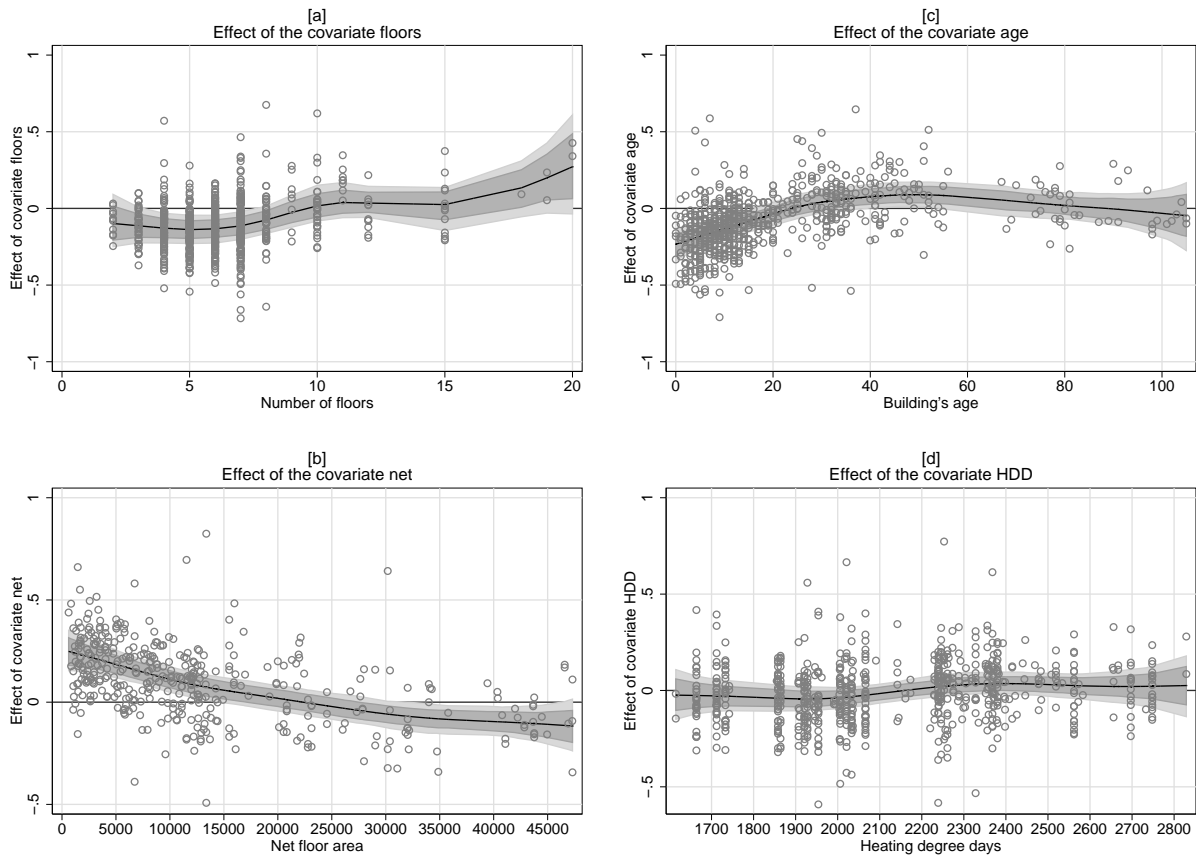 [a]
Effect of the covariate floors
Effect of covariate floors
1
.5
0
−.5
−1
0 5 10 15 20
Number of floors
[c]
Effect of the covariate age
Effect of covariate age
1
.5
0
−.5
−1
0 20 40 60 80 100
Building's age
[b]
Effect of the covariate net
Effect of covariate net
1
.5
0
−.5
0 5000 10000 15000 20000 25000 30000 35000 40000 45000
Net floor area
[d]
Effect of the covariate HDD
Effect of covariate HDD
1
.5
0
−.5
1700 1800 1900 2000 2100 2200 2300 2400 2500 2600 2700 2800
Heating degree days